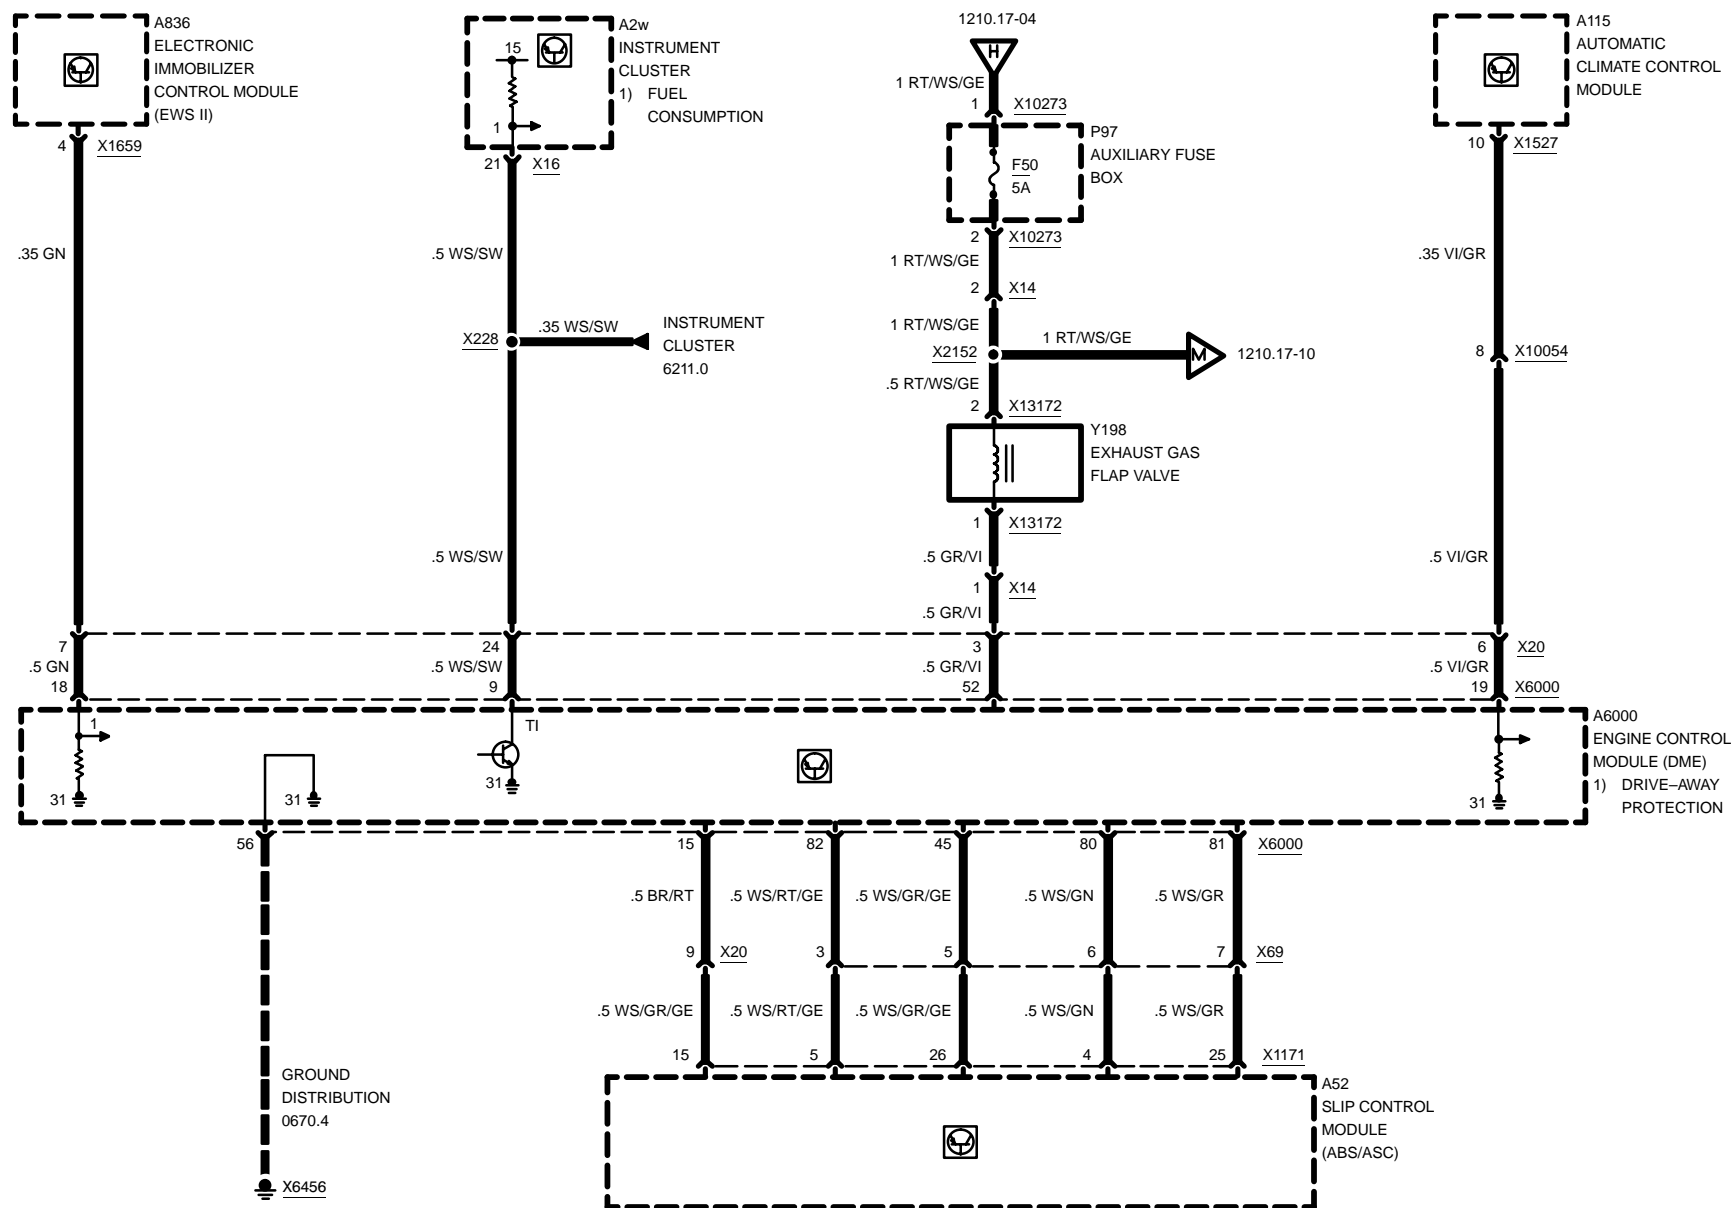 A836
ELECTRONIC
IMMOBILIZER
CONTROL MODULE
(EWS II)
4 X1659
.35 GN
A2w
INSTRUMENT
CLUSTER
1) FUEL
CONSUMPTION
15
1
21 X16
.5 WS/SW
X228
.35 WS/SW
INSTRUMENT
CLUSTER
6211.0
.5 WS/SW
1210.17-04
H
1 RT/WS/GE
1 X10273
P97
AUXILIARY FUSE
BOX
F50
5A
2 X10273
1 RT/WS/GE
2 X14
1 RT/WS/GE
X2152
1 RT/WS/GE
M
1210.17-10
.5 RT/WS/GE
2 X13172
Y198
EXHAUST GAS
FLAP VALVE
1 X13172
.5 GR/VI
1 X14
.5 GR/VI
A115
AUTOMATIC
CLIMATE CONTROL
MODULE
10 X1527
.35 VI/GR
8 X10054
.5 VI/GR
7 24 3 6 X20
.5 GN .5 WS/SW .5 GR/VI .5 VI/GR
18 9 52 19 X6000
A6000
ENGINE CONTROL
MODULE (DME)
1) DRIVE–AWAY
PROTECTION
1
TI
31
31
31
31
56 15 82 45 80 81 X6000
.5 BR/RT .5 WS/RT/GE .5 WS/GR/GE .5 WS/GN .5 WS/GR
9 X20 3 5 6 7 X69
.5 WS/GR/GE .5 WS/RT/GE .5 WS/GR/GE .5 WS/GN .5 WS/GR
15 5 26 4 25 X1171
GROUND
DISTRIBUTION
0670.4
X6456
A52
SLIP CONTROL
MODULE
(ABS/ASC)